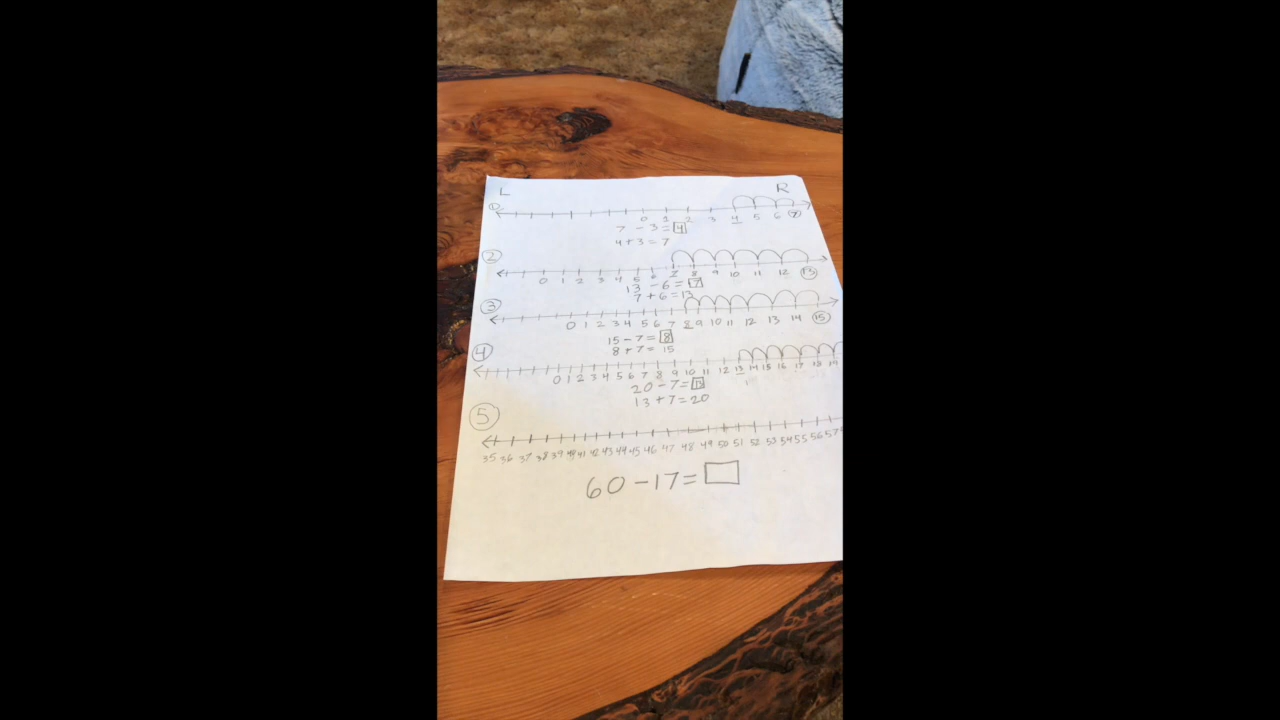 L R
1
0 1 2 3 4 5 6 7
7 - 3 = 4
4 + 3 = 7
2
0 1 2 3 4 5 6 7 8 9 10 11 12 13
13 - 6 = 7
7 + 6 = 13
3
0 1 2 3 4 5 6 7 8 9 10 11 12 13 14 15
15 - 7 = 8
8 + 7 = 15
4
0 1 2 3 4 5 6 7 8 9 10 11 12 13 14 15 16 17 18 19
20 - 7 = 13
13 + 7 = 20
5
35 36 37 38 39 40 41 42 43 44 45 46 47 48 49 50 51 52 53 54 55 56 57
60 - 17 =